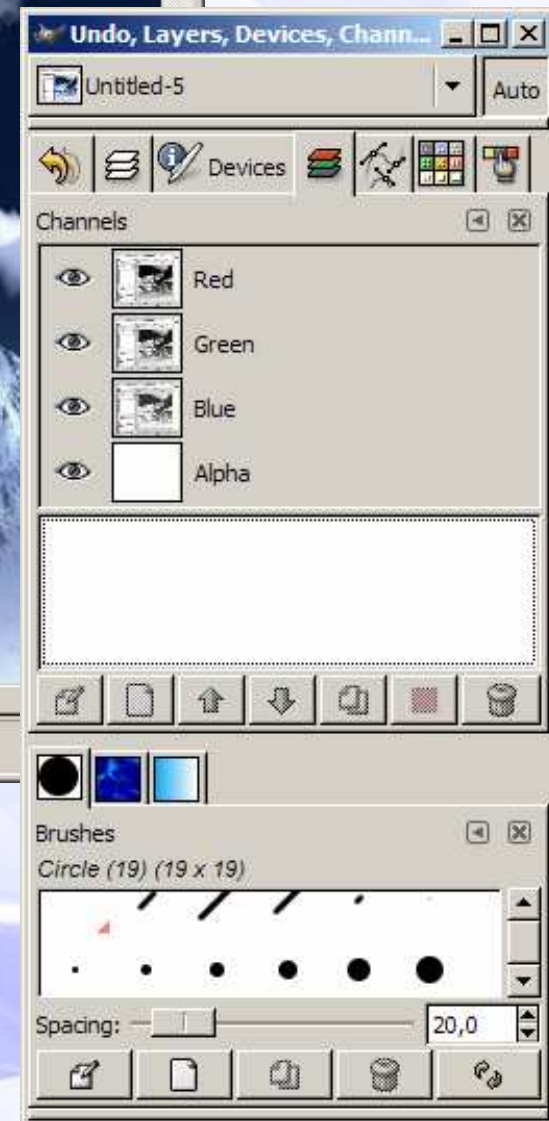 Undo, Layers, Devices, Chann...
Untitled-5
Auto
Devices
Channels
Red
Green
Blue
Alpha
Brushes
Circle (19) (19 x 19)
Spacing:
20,0